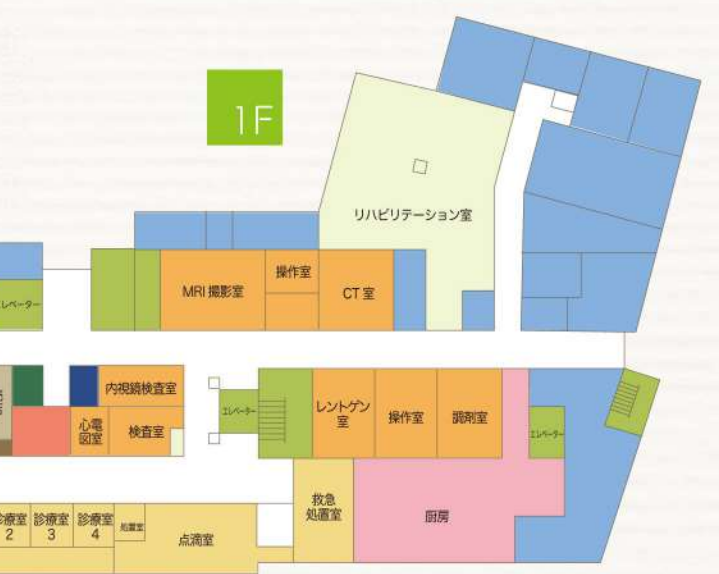 1F
リハビリテーション室
操作室
MRI 撮影室
CT 室
エレベーター
内視鏡検査室
心電
図室
検査室
エレベーター
レントゲン
室
操作室
調剤室
エレベーター
救急
処置室
厨房
診療室
2
診療室
3
診療室
4
処置室
点滴室